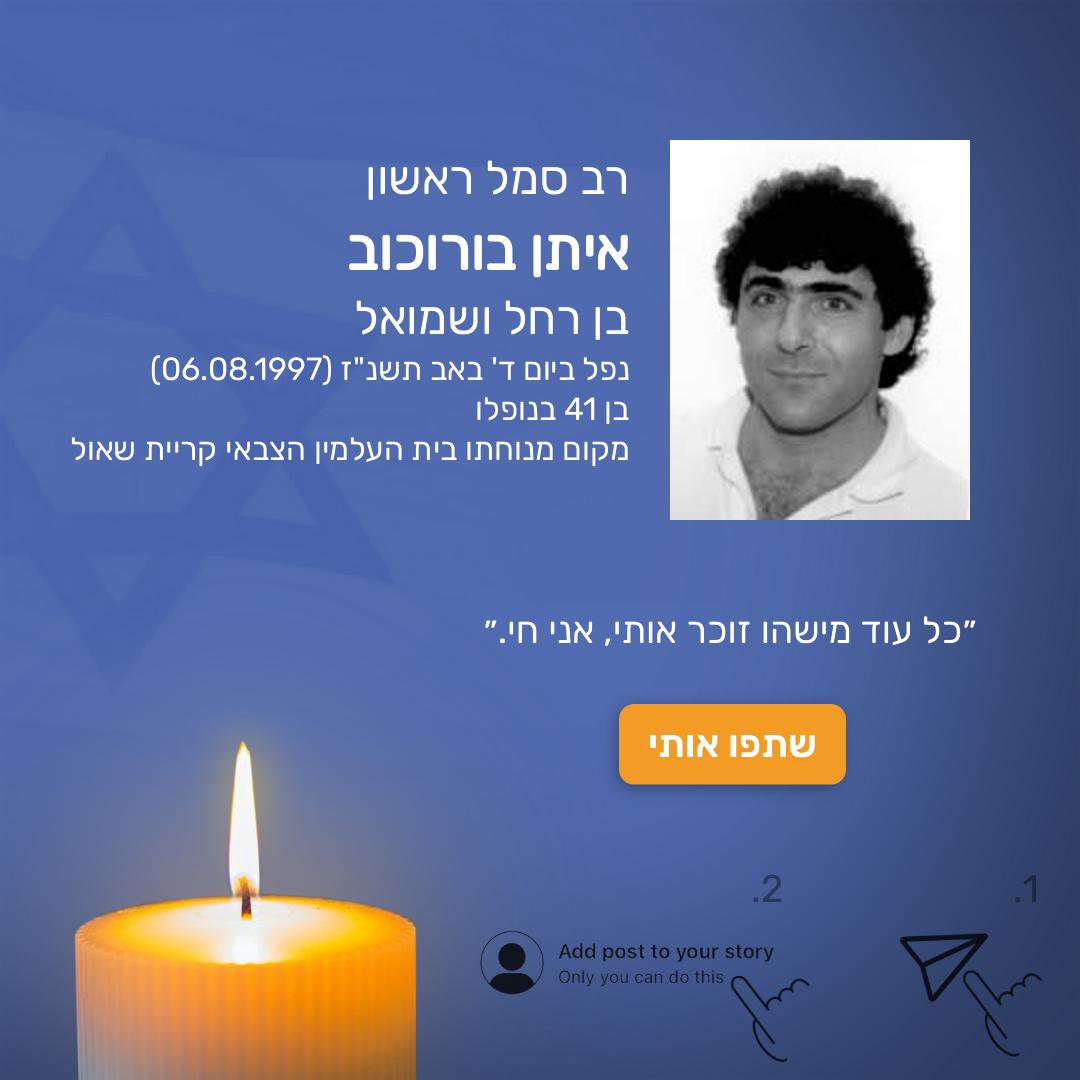 רב סמל ראשון
איתן בורוכוב
בן רחל ושמואל
נפל ביום ד' באב תשנ"ז (06.08.1997)
בן 41 בנופלו
מקום מנוחתו בית העלמין הצבאי קריית שאול
״כל עוד מישהו זוכר אותי, אני חי.״
שתפו אותי
.1
.2
Add post to your story
Only you can do this